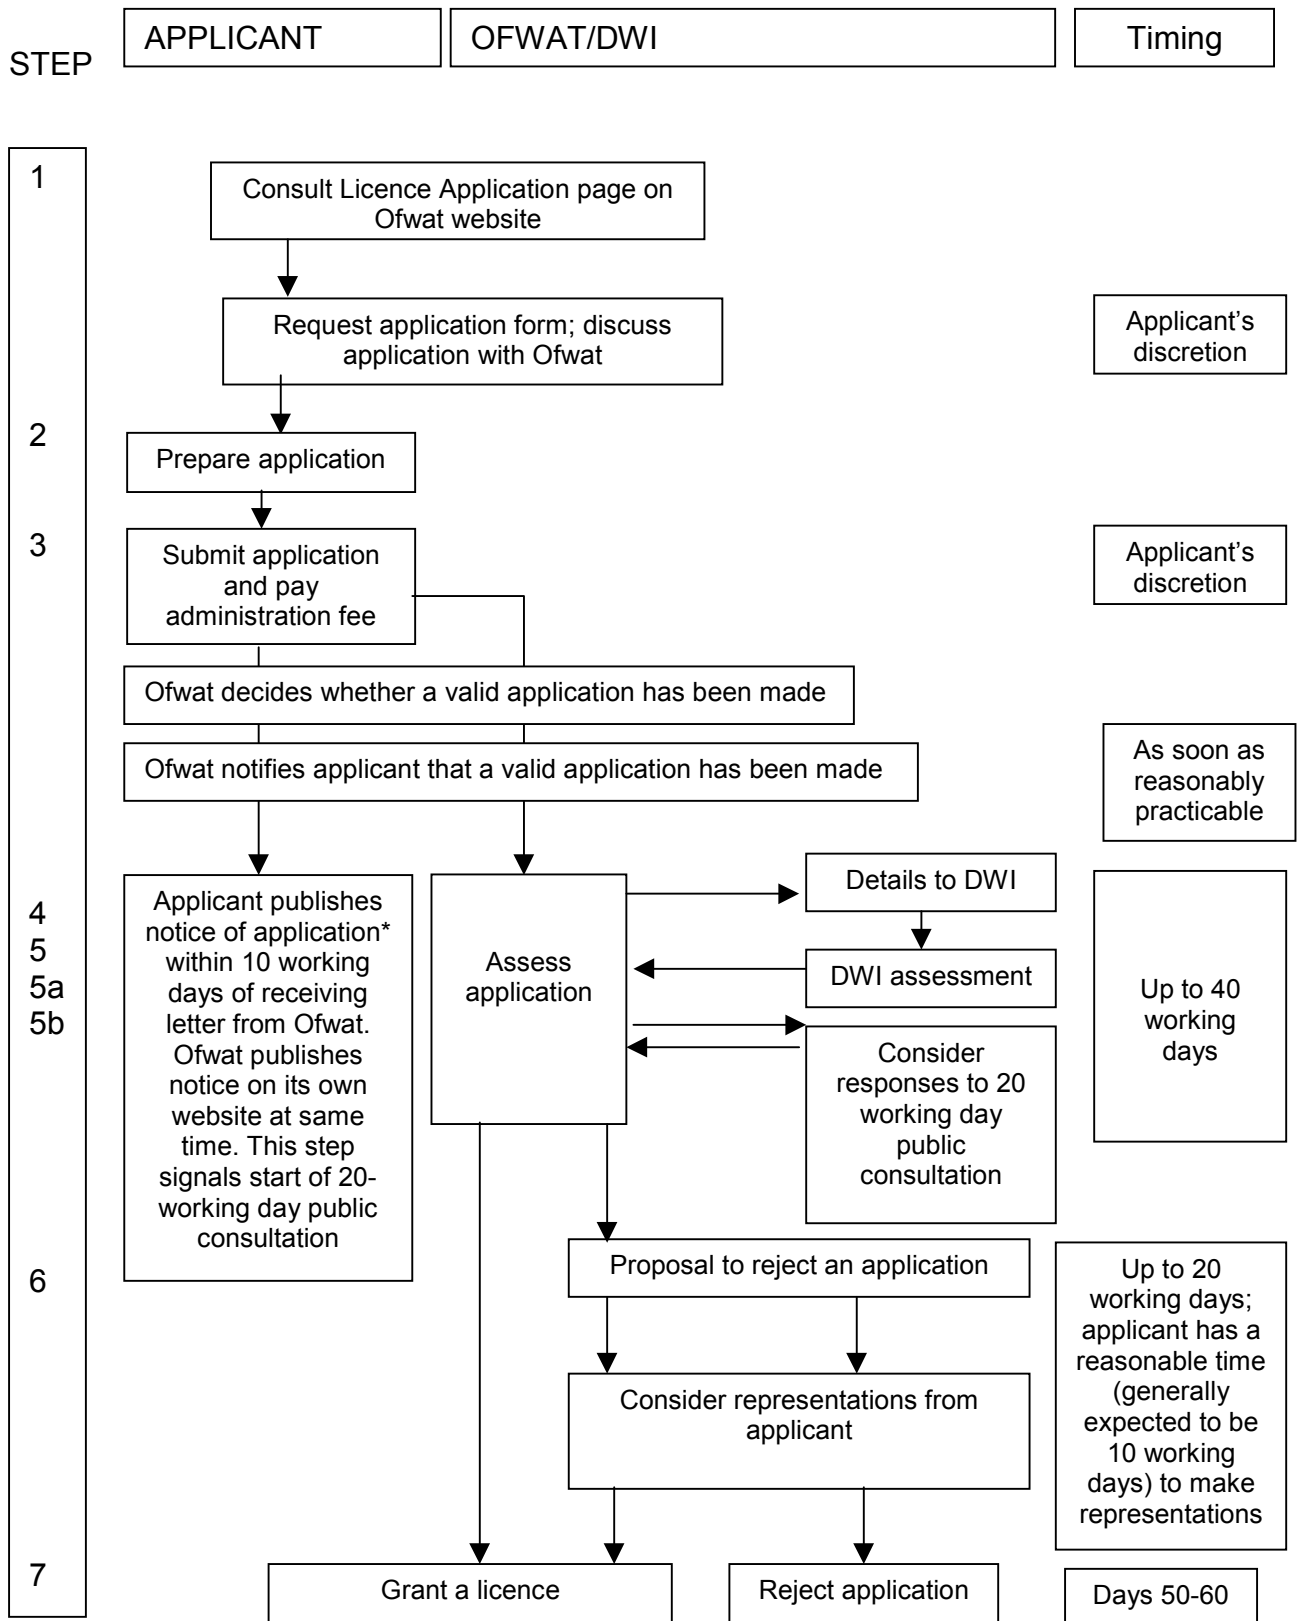 STEP
APPLICANT
OFWAT/DWI
Timing
1
Consult Licence Application page on
Ofwat website
Request application form; discuss
application with Ofwat
Applicant’s
discretion
2
Prepare application
3
Submit application
and pay
administration fee
Applicant’s
discretion
Ofwat decides whether a valid application has been made
Ofwat notifies applicant that a valid application has been made
As soon as
reasonably
practicable
4
5
5a
5b
Applicant publishes
notice of application*
within 10 working
days of receiving
letter from Ofwat.
Ofwat publishes
notice on its own
website at same
time. This step
signals start of 20-
working day public
consultation
Assess
application
Details to DWI
DWI assessment
Consider
responses to 20
working day
public
consultation
Up to 40
working
days
6
Proposal to reject an application
Consider representations from
applicant
Up to 20
working days;
applicant has a
reasonable time
(generally
expected to be
10 working
days) to make
representations
7
Grant a licence
Reject application
Days 50-60